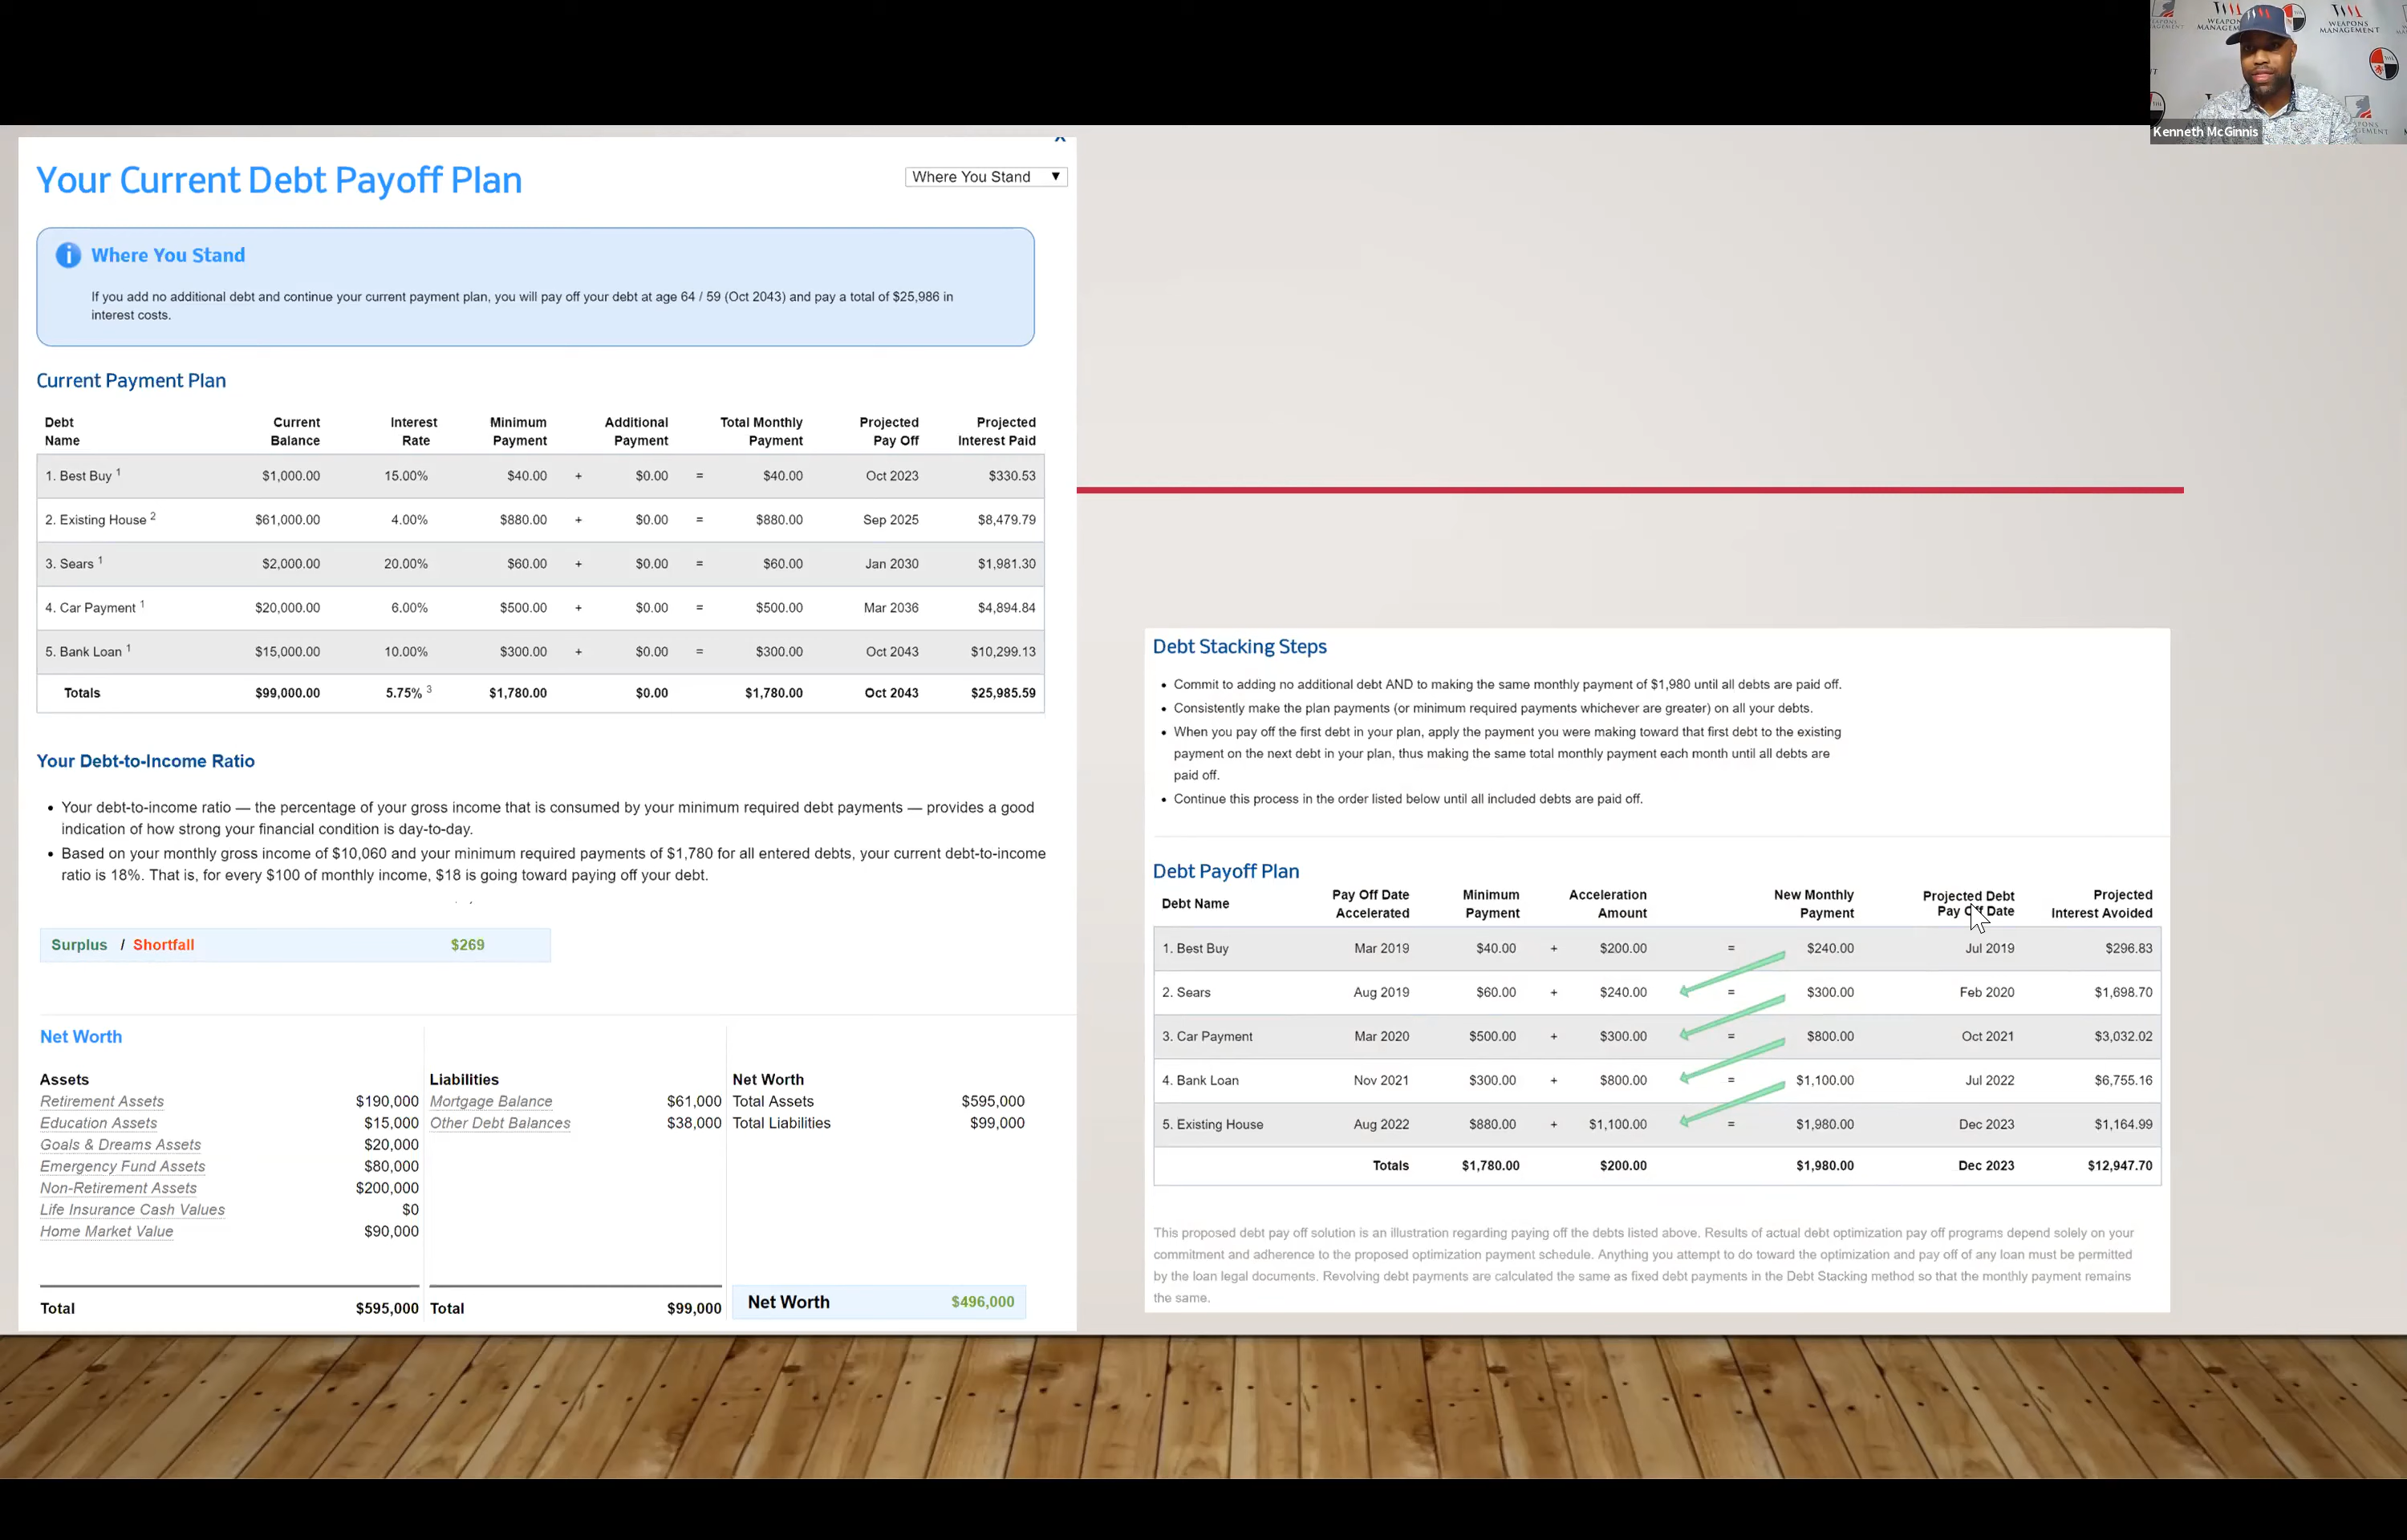 WEAPONS
MANAGEMENT
Kenneth McGinnis
Your Current Debt Payoff Plan
Where You Stand ▼
Where You Stand
If you add no additional debt and continue your current payment plan, you will pay off your debt at age 64 / 59 (Oct 2043) and pay a total of $25,986 in
interest costs.
Current Payment Plan
Debt Name Current Balance Interest Rate Minimum Payment Additional Payment Total Monthly Payment Projected Pay Off Projected Interest Paid
1. Best Buy 1 $1,000.00 15.00% $40.00 + $0.00 = $40.00 Oct 2023 $330.53
2. Existing House 2 $61,000.00 4.00% $880.00 + $0.00 = $880.00 Sep 2025 $8,479.79
3. Sears 1 $2,000.00 20.00% $60.00 + $0.00 = $60.00 Jan 2030 $1,981.30
4. Car Payment 1 $20,000.00 6.00% $500.00 + $0.00 = $500.00 Mar 2036 $4,894.84
5. Bank Loan 1 $15,000.00 10.00% $300.00 + $0.00 = $300.00 Oct 2043 $10,299.13
Totals $99,000.00 5.75% 3 $1,780.00 $0.00 $1,780.00 Oct 2043 $25,985.59
Your Debt-to-Income Ratio
• Your debt-to-income ratio — the percentage of your gross income that is consumed by your minimum required debt payments — provides a good
indication of how strong your financial condition is day-to-day.
• Based on your monthly gross income of $10,060 and your minimum required payments of $1,780 for all entered debts, your current debt-to-income
ratio is 18%. That is, for every $100 of monthly income, $18 is going toward paying off your debt.
Surplus / Shortfall $269
Net Worth
Assets
Retirement Assets $190,000
Education Assets $15,000
Goals & Dreams Assets $20,000
Emergency Fund Assets $80,000
Non-Retirement Assets $200,000
Life Insurance Cash Values $0
Home Market Value $90,000
Total $595,000
Liabilities
Mortgage Balance $61,000
Other Debt Balances $38,000
Total $99,000
Net Worth
Total Assets $595,000
Total Liabilities $99,000
Net Worth $496,000
Debt Stacking Steps
• Commit to adding no additional debt AND to making the same monthly payment of $1,980 until all debts are paid off.
• Consistently make the plan payments (or minimum required payments whichever are greater) on all your debts.
• When you pay off the first debt in your plan, apply the payment you were making toward that first debt to the existing
payment on the next debt in your plan, thus making the same total monthly payment each month until all debts are
paid off.
• Continue this process in the order listed below until all included debts are paid off.
Debt Payoff Plan
Debt Name Pay Off Date Accelerated Minimum Payment Acceleration Amount New Monthly Payment Projected Debt Pay Off Date Projected Interest Avoided
1. Best Buy Mar 2019 $40.00 + $200.00 = $240.00 Jul 2019 $296.83
2. Sears Aug 2019 $60.00 + $240.00 = $300.00 Feb 2020 $1,698.70
3. Car Payment Mar 2020 $500.00 + $300.00 = $800.00 Oct 2021 $3,032.02
4. Bank Loan Nov 2021 $300.00 + $800.00 = $1,100.00 Jul 2022 $6,755.16
5. Existing House Aug 2022 $880.00 + $1,100.00 = $1,980.00 Dec 2023 $1,164.99
Totals $1,780.00 $200.00 $1,980.00 Dec 2023 $12,947.70
This proposed debt pay off solution is an illustration regarding paying off the debts listed above. Results of actual debt optimization pay off programs depend solely on your
commitment and adherence to the proposed optimization payment schedule. Anything you attempt to do toward the optimization and pay off of any loan must be permitted
by the loan legal documents. Revolving debt payments are calculated the same as fixed debt payments in the Debt Stacking method so that the monthly payment remains
the same.